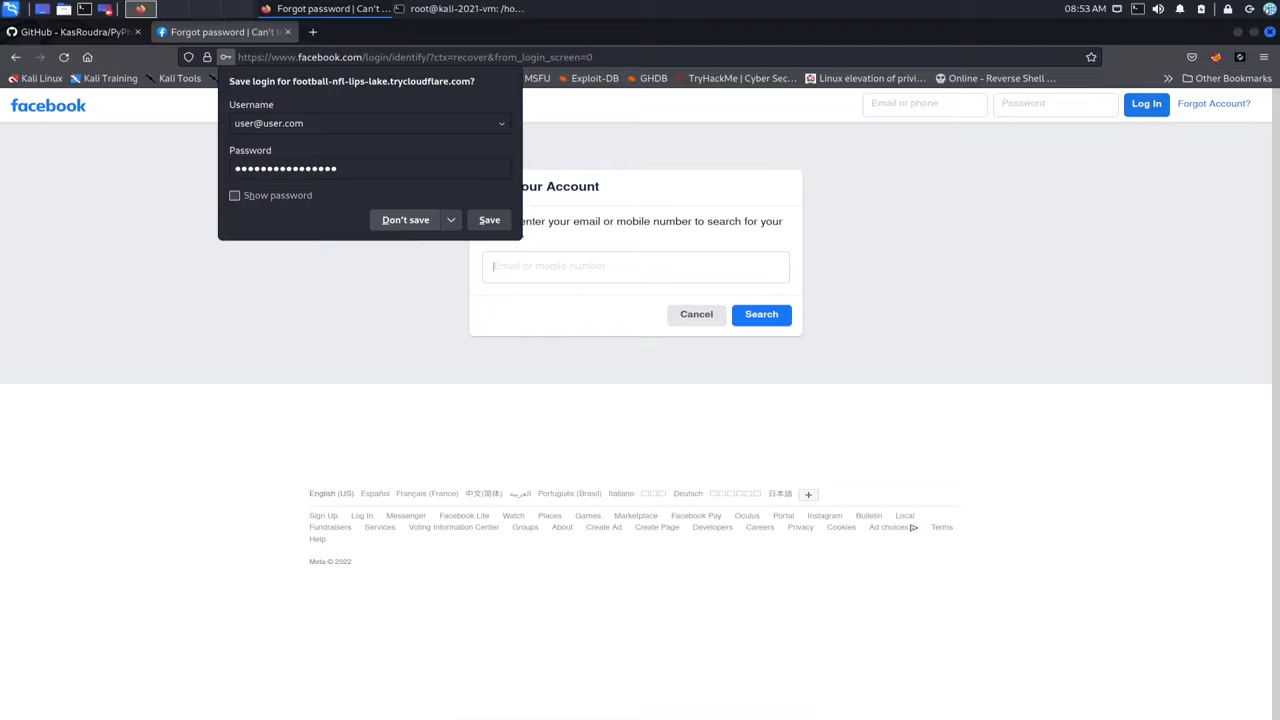 Forgot password | Can't ...
root@kali-2021-vm: /ho...
08:53 AM
GitHub - KasRoudra/PyPh
Forgot password | Can't l
https://www.facebook.com/login/identify/?ctx=recover&from_login_screen=0
Kali Linux
Kali Training
Kali Tools
MSFU
Exploit-DB
GHDB
TryHackMe | Cyber Sec...
Linux elevation of privi...
Online - Reverse Shell ...
Other Bookmarks
Save login for football-nfl-lips-lake.trycloudflare.com?
Username
user@user.com
Password
Show password
Don't save
Save
facebook
Email or phone
Password
Log In
Forgot Account?
our Account
enter your email or mobile number to search for your
Email or mobile number
Cancel
Search
English (US) Español Français (France) 中文(简体) العربية Português (Brasil) Italiano Deutsch 日本語
Sign Up Log In Messenger Facebook Lite Watch Places Games Marketplace Facebook Pay Oculus Portal Instagram Bulletin Local
Fundraisers Services Voting Information Center Groups About Create Ad Create Page Developers Careers Privacy Cookies Ad choices Terms
Help
Meta © 2022